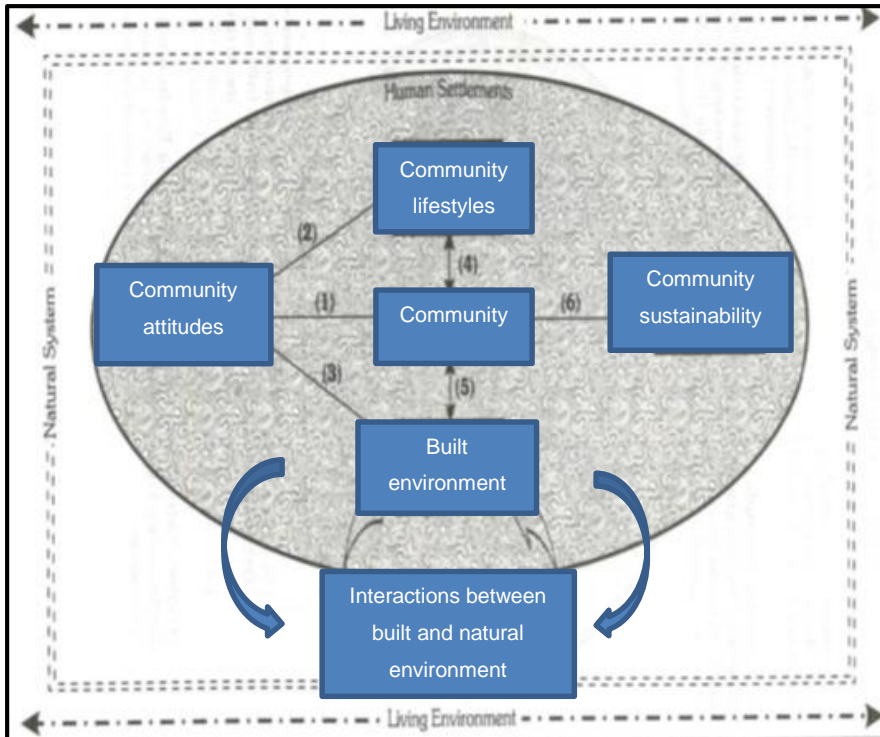 Living Environment
Human Settlements
Community
lifestyles
(2)
(4)
Community
attitudes
(1)
Community
(6)
Community
sustainability
Natural System
Natural System
(3)
(5)
Built
environment
Interactions between
built and natural
environment
Living Environment